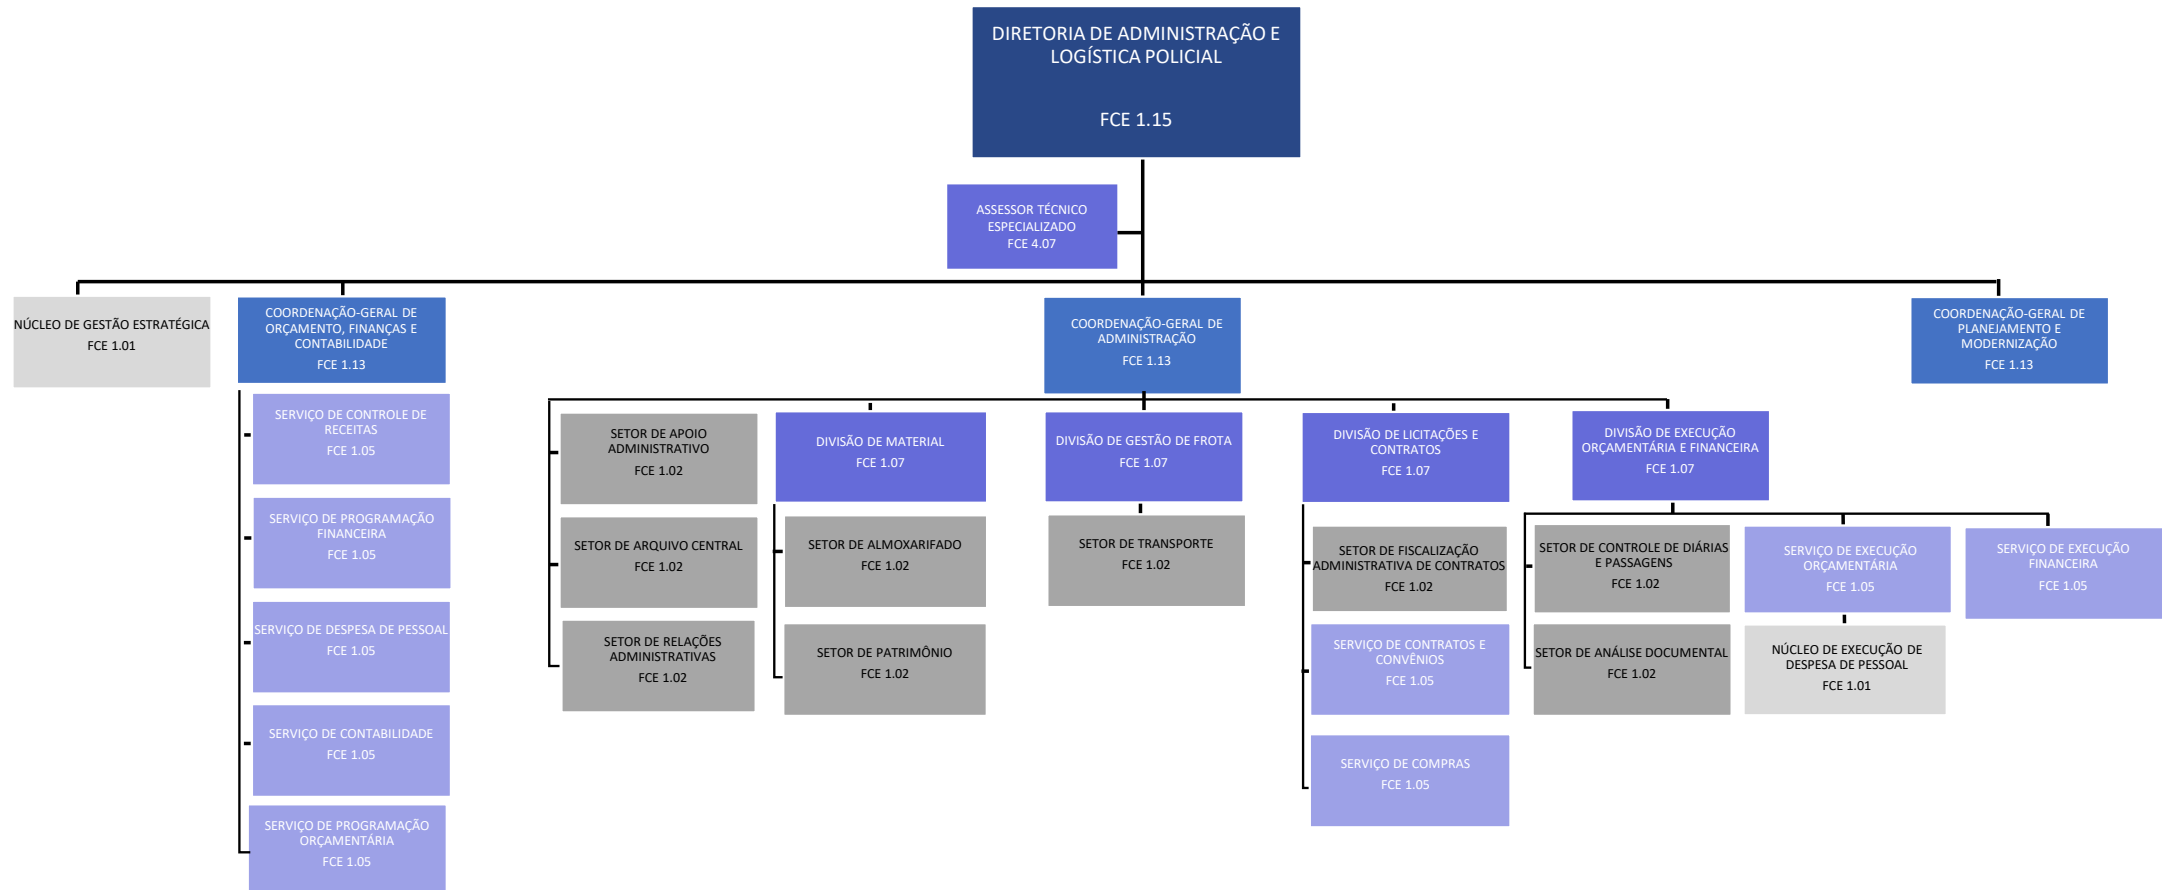 DIRETORIA DE ADMINISTRAÇÃO E
LOGÍSTICA POLICIAL
FCE 1.15
ASSESSOR TÉCNICO
ESPECIALIZADO
FCE 4.07
NÚCLEO DE GESTÃO ESTRATÉGICA
FCE 1.01
COORDENAÇÃO-GERAL DE
ORÇAMENTO, FINANÇAS E
CONTABILIDADE
FCE 1.13
COORDENAÇÃO-GERAL DE
ADMINISTRAÇÃO
FCE 1.13
COORDENAÇÃO-GERAL DE
PLANEJAMENTO E
MODERNIZAÇÃO
FCE 1.13
SERVIÇO DE CONTROLE DE
RECEITAS
FCE 1.05
SERVIÇO DE PROGRAMAÇÃO
FINANCEIRA
FCE 1.05
SERVIÇO DE DESPESA DE PESSOAL
FCE 1.05
SERVIÇO DE CONTABILIDADE
FCE 1.05
SERVIÇO DE PROGRAMAÇÃO
ORÇAMENTÁRIA
FCE 1.05
SETOR DE APOIO
ADMINISTRATIVO
FCE 1.02
SETOR DE ARQUIVO CENTRAL
FCE 1.02
SETOR DE RELAÇÕES
ADMINISTRATIVAS
FCE 1.02
DIVISÃO DE MATERIAL
FCE 1.07
SETOR DE ALMOXARIFADO
FCE 1.02
SETOR DE PATRIMÔNIO
FCE 1.02
DIVISÃO DE GESTÃO DE FROTA
FCE 1.07
SETOR DE TRANSPORTE
FCE 1.02
DIVISÃO DE LICITAÇÕES E
CONTRATOS
FCE 1.07
SETOR DE FISCALIZAÇÃO
ADMINISTRATIVA DE CONTRATOS
FCE 1.02
SERVIÇO DE CONTRATOS E
CONVÊNIOS
FCE 1.05
SERVIÇO DE COMPRAS
FCE 1.05
DIVISÃO DE EXECUÇÃO
ORÇAMENTÁRIA E FINANCEIRA
FCE 1.07
SETOR DE CONTROLE DE DIÁRIAS
E PASSAGENS
FCE 1.02
SETOR DE ANÁLISE DOCUMENTAL
FCE 1.02
SERVIÇO DE EXECUÇÃO
ORÇAMENTÁRIA
FCE 1.05
NÚCLEO DE EXECUÇÃO DE
DESPESA DE PESSOAL
FCE 1.01
SERVIÇO DE EXECUÇÃO
FINANCEIRA
FCE 1.05